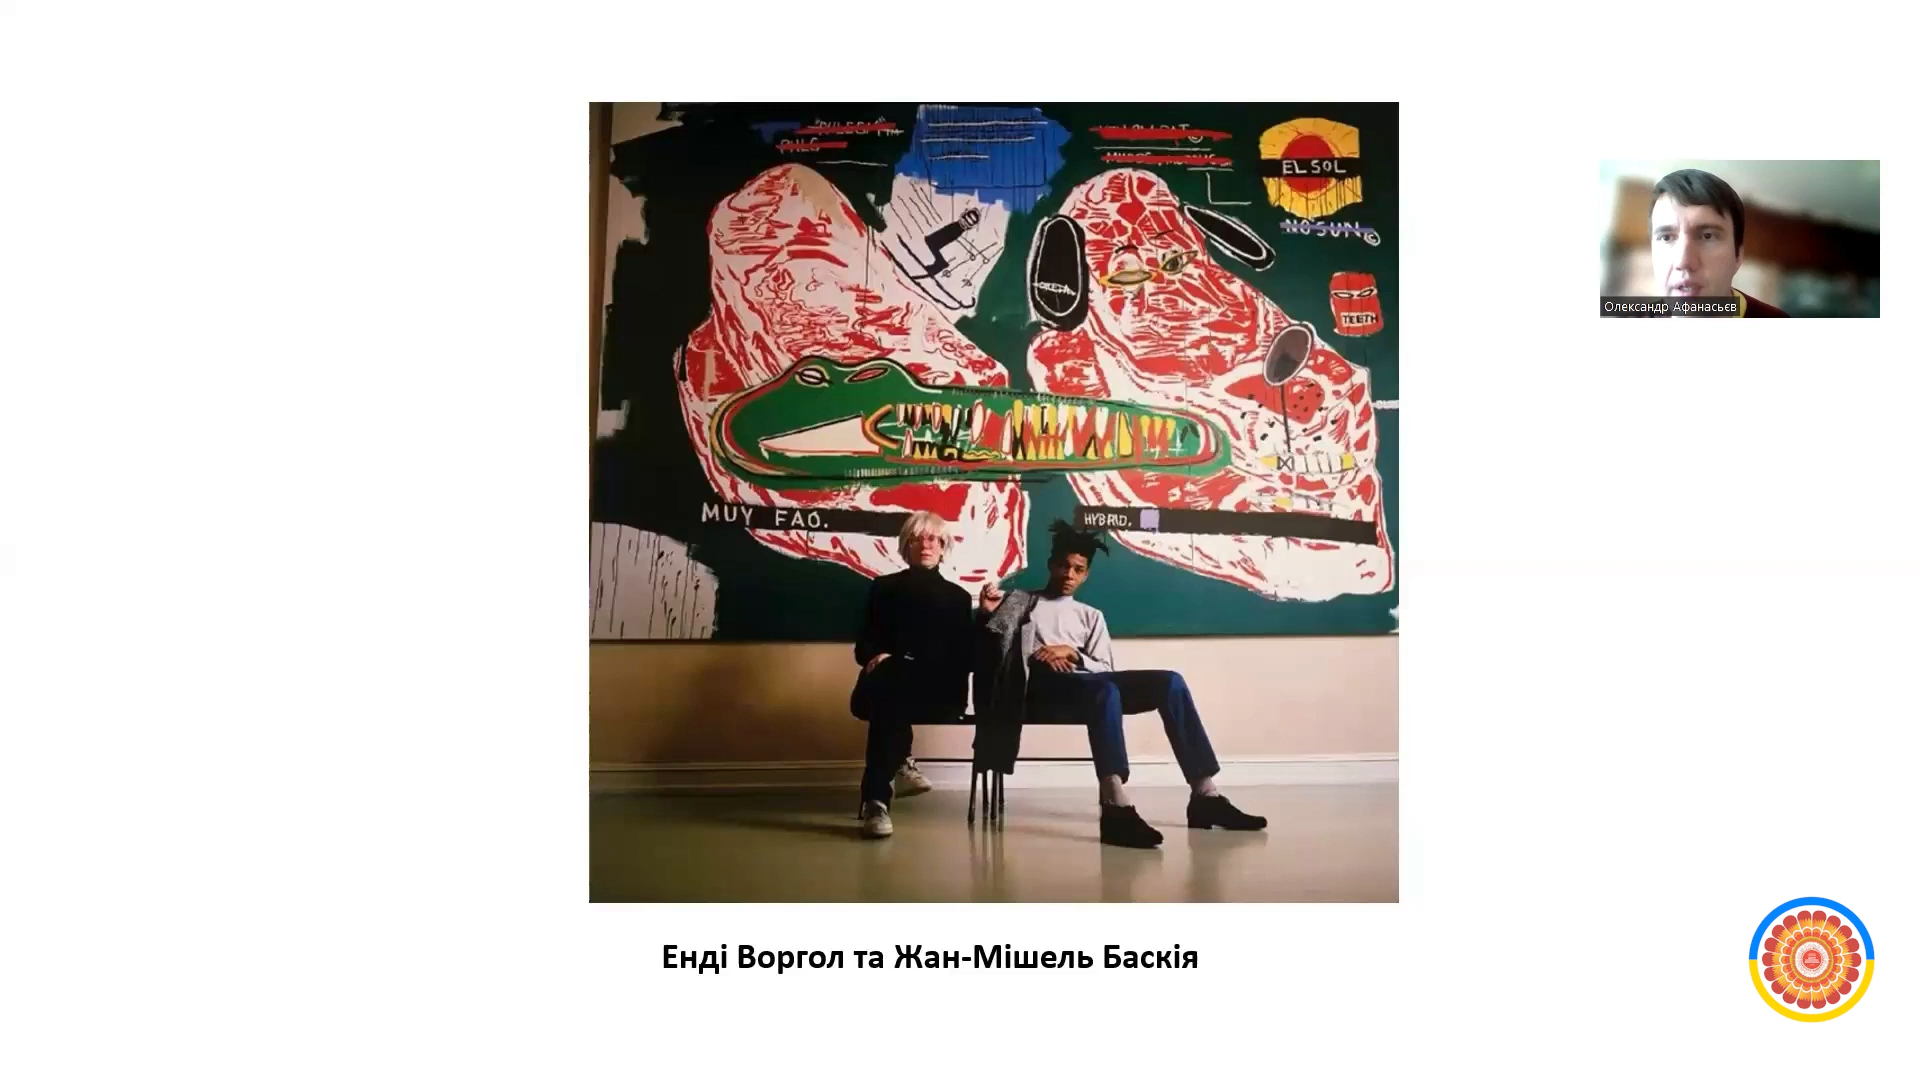 EL SOL
NO SUN ©
TEETH
MUY FAO.
HYBRID.
Олександр Афанасьєв
Енді Воргол та Жан-Мішель Баскія